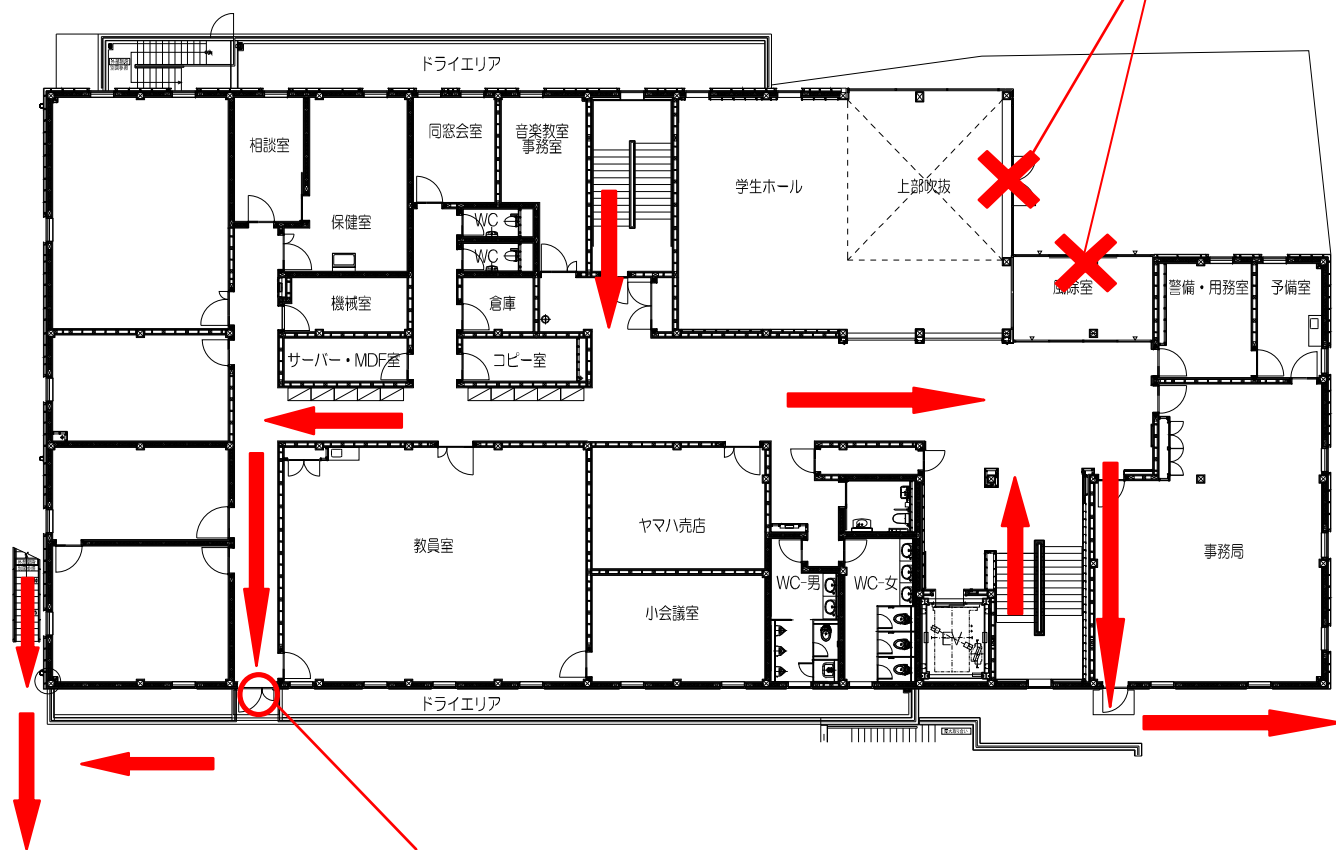 ドライエリア
相談室
同窓会室
音楽教室
事務室
学生ホール
上部吹抜
保健室
WC
WC
機械室
倉庫
風除室
警備・用務室
予備室
サーバー・MDF室
コピー室
教員室
ヤマハ売店
事務局
WC-男
WC-女
小会議室
EV
ドライエリア